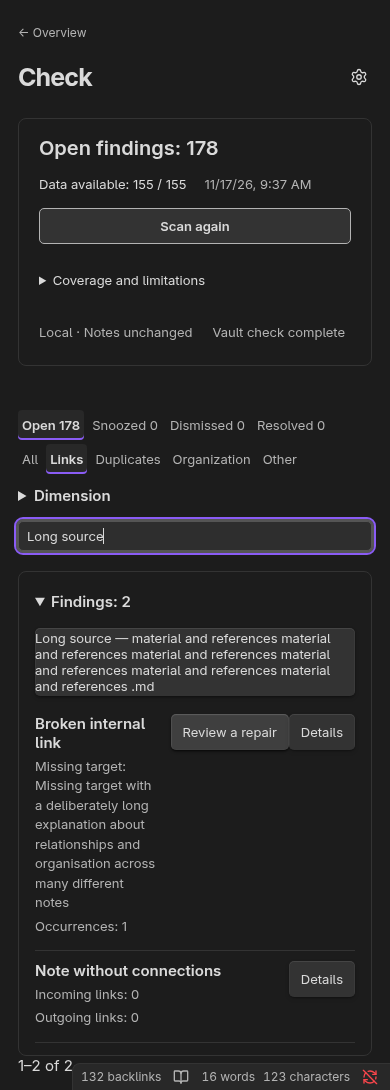 ← Overview
Check
Open findings: 178
Data available: 155 / 155 11/17/26, 9:37 AM
Scan again
▶ Coverage and limitations
Local · Notes unchanged Vault check complete
Open 178 Snoozed 0 Dismissed 0 Resolved 0
All Links Duplicates Organization Other
▶ Dimension
Long source
▼ Findings: 2
Long source — material and references material
and references material and references material
and references material and references material
and references .md
Broken internal
link
Review a repair Details
Missing target:
Missing target with
a deliberately long
explanation about
relationships and
organisation across
many different
notes
Occurrences: 1
Note without connections
Details
Incoming links: 0
Outgoing links: 0
1–2 of 2
132 backlinks 16 words 123 characters